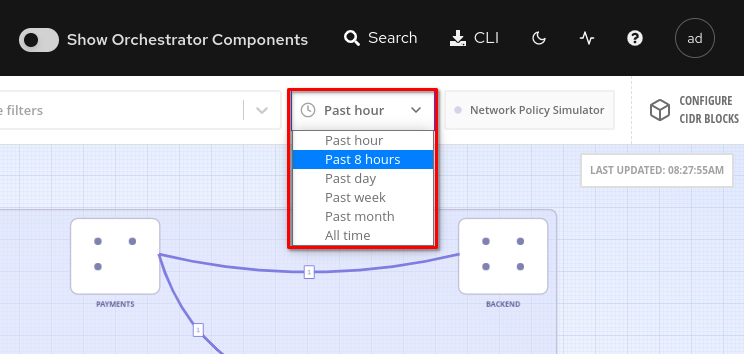 Show Orchestrator Components
Search
CLI
ad
e filters
Past hour
Network Policy Simulator
CONFIGURE
CIDR BLOCKS
Past hour
Past 8 hours
Past day
Past week
Past month
All time
LAST UPDATED: 08:27:55AM
1
PAYMENTS
BACKEND
1